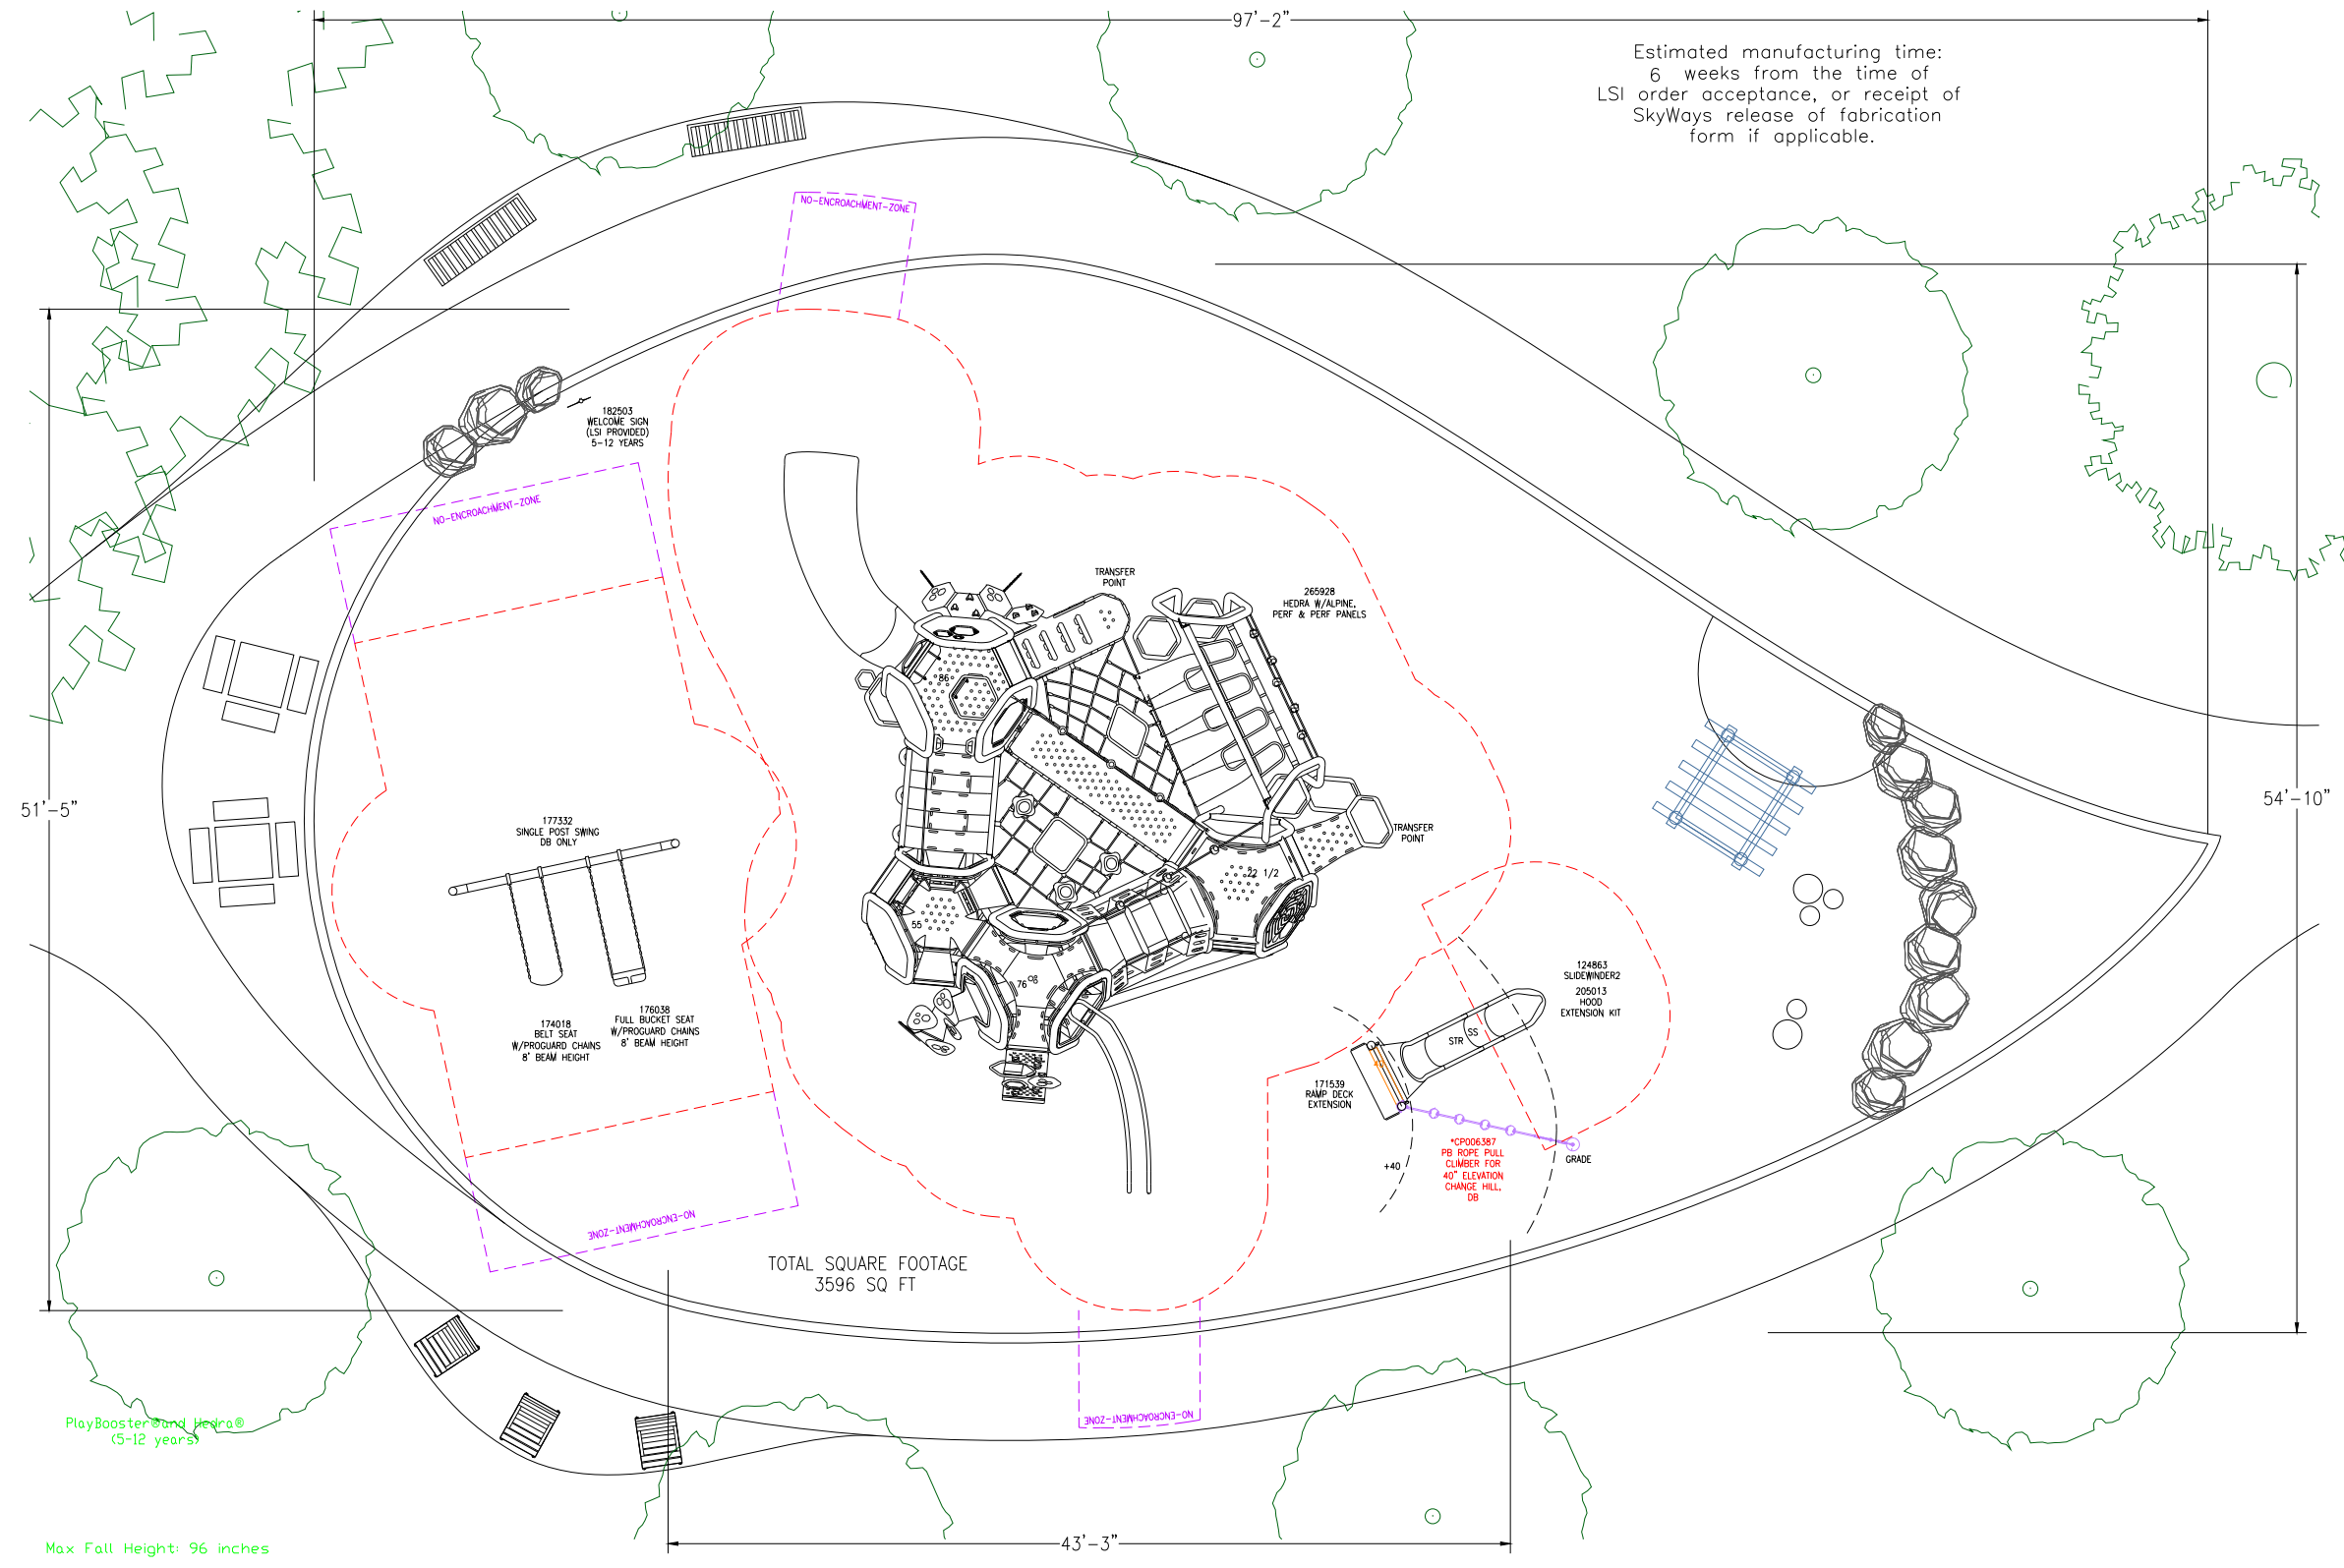 97'-2"
Estimated manufacturing time:
6 weeks from the time of
LSI order acceptance, or receipt of
SkyWays release of fabrication
form if applicable.
NO-ENCROACHMENT-ZONE
182503
WELCOME SIGN
(LSI PROVIDED)
5-12 YEARS
NO-ENCROACHMENT-ZONE
TRANSFER
POINT
265928
HEDRA W/ALPINE,
PERF & PERF PANELS
86
51'-5"
54'-10"
177332
SINGLE POST SWING
DB ONLY
TRANSFER
POINT
22 1/2
55
76
174018
BELT SEAT
W/PROGUARD CHAINS
8' BEAM HEIGHT
176038
FULL BUCKET SEAT
W/PROGUARD CHAINS
8' BEAM HEIGHT
124863
SLIDEWINDER2
205013
HOOD
EXTENSION KIT
SS
STR
171539
RAMP DECK
EXTENSION
+40
*CP006387
PB ROPE PULL
CLIMBER FOR
40" ELEVATION
CHANGE HILL,
DB
GRADE
NO-ENCROACHMENT-ZONE
TOTAL SQUARE FOOTAGE
3596 SQ FT
NO-ENCROACHMENT-ZONE
PlayBooster®and Hedra®
(5-12 years)
43'-3"
Max Fall Height: 96 inches